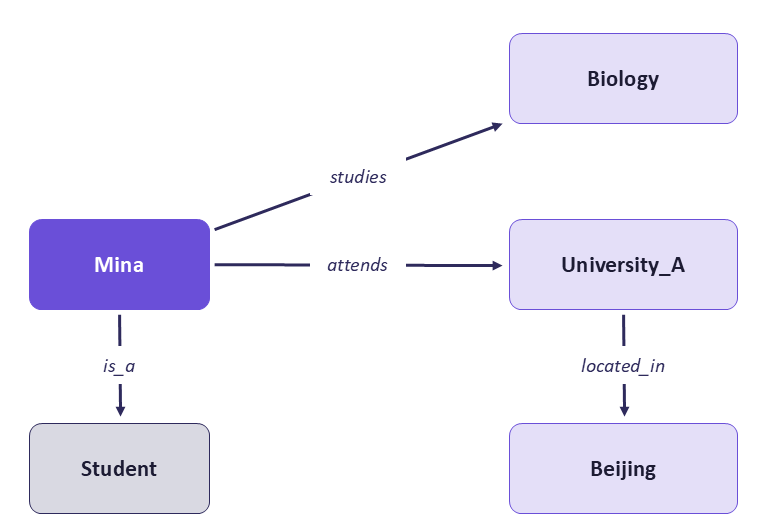 Biology
studies
Mina
attends
University_A
is_a
located_in
Student
Beijing